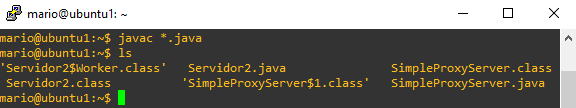 mario@ubuntu1: ~
mario@ubuntu1:~$ javac *.java
mario@ubuntu1:~$ ls
'Servidor2$Worker.class'   Servidor2.java               SimpleProxyServer.class
 Servidor2.class          'SimpleProxyServer$1.class'   SimpleProxyServer.java
mario@ubuntu1:~$